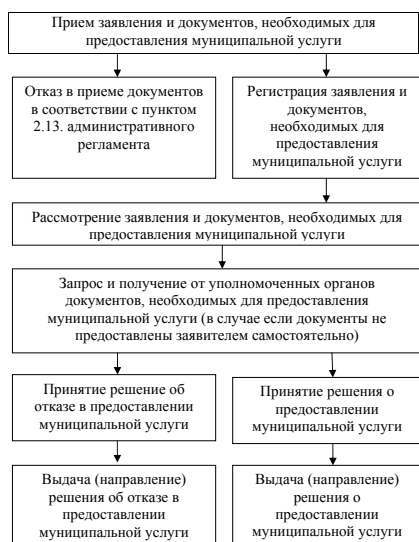 Прием заявления и документов, необходимых для
предоставления муниципальной услуги
Отказ в приеме документов
в соответствии с пунктом
2.13. административного
регламента
Регистрация заявления и
документов,
необходимых для
предоставления
муниципальной услуги
Рассмотрение заявления и документов, необходимых для
предоставления муниципальной услуги
Запрос и получение от уполномоченных органов
документов, необходимых для предоставления
муниципальной услуги (в случае если документы не
предоставлены заявителем самостоятельно)
Принятие решение об
отказе в предоставлении
муниципальной услуги
Принятие решения о
предоставлении
муниципальной услуги
Выдача (направление)
решения об отказе в
предоставлении
муниципальной услуги
Выдача (направление)
решения о
предоставлении
муниципальной услуги